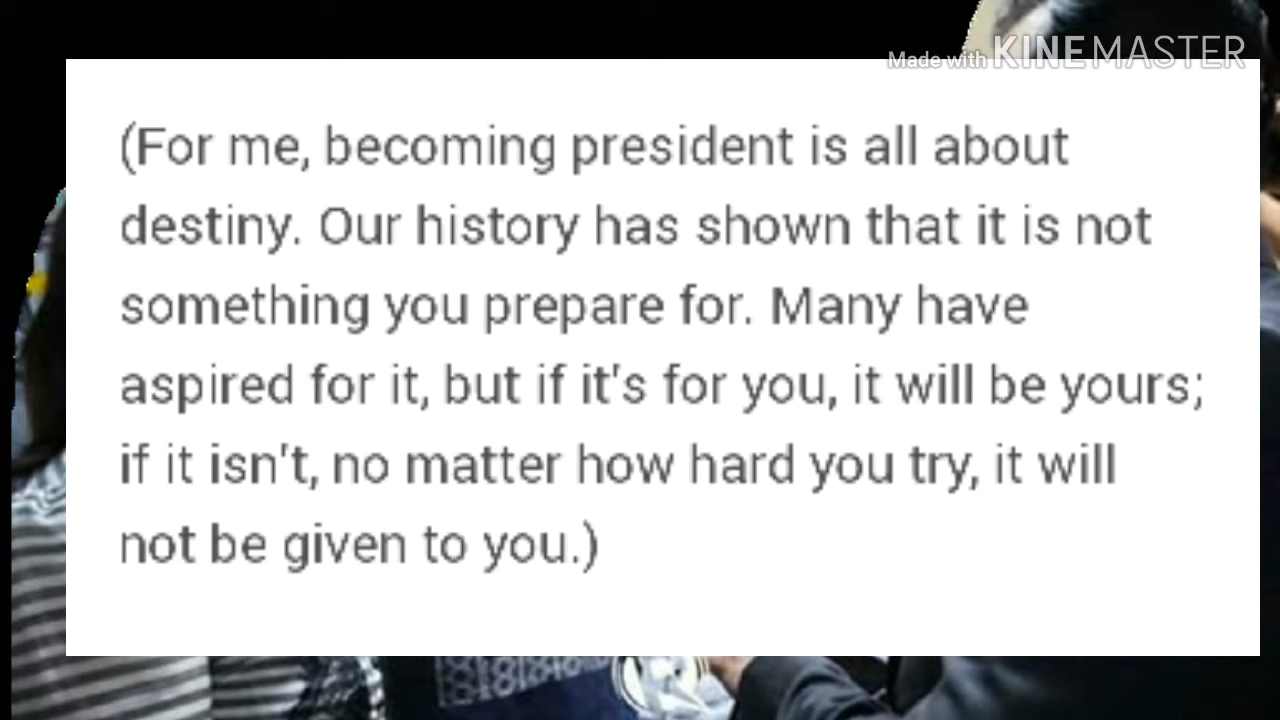 Made with KINEMASTER
(For me, becoming president is all about
destiny. Our history has shown that it is not
something you prepare for. Many have
aspired for it, but if it's for you, it will be yours;
if it isn't, no matter how hard you try, it will
not be given to you.)